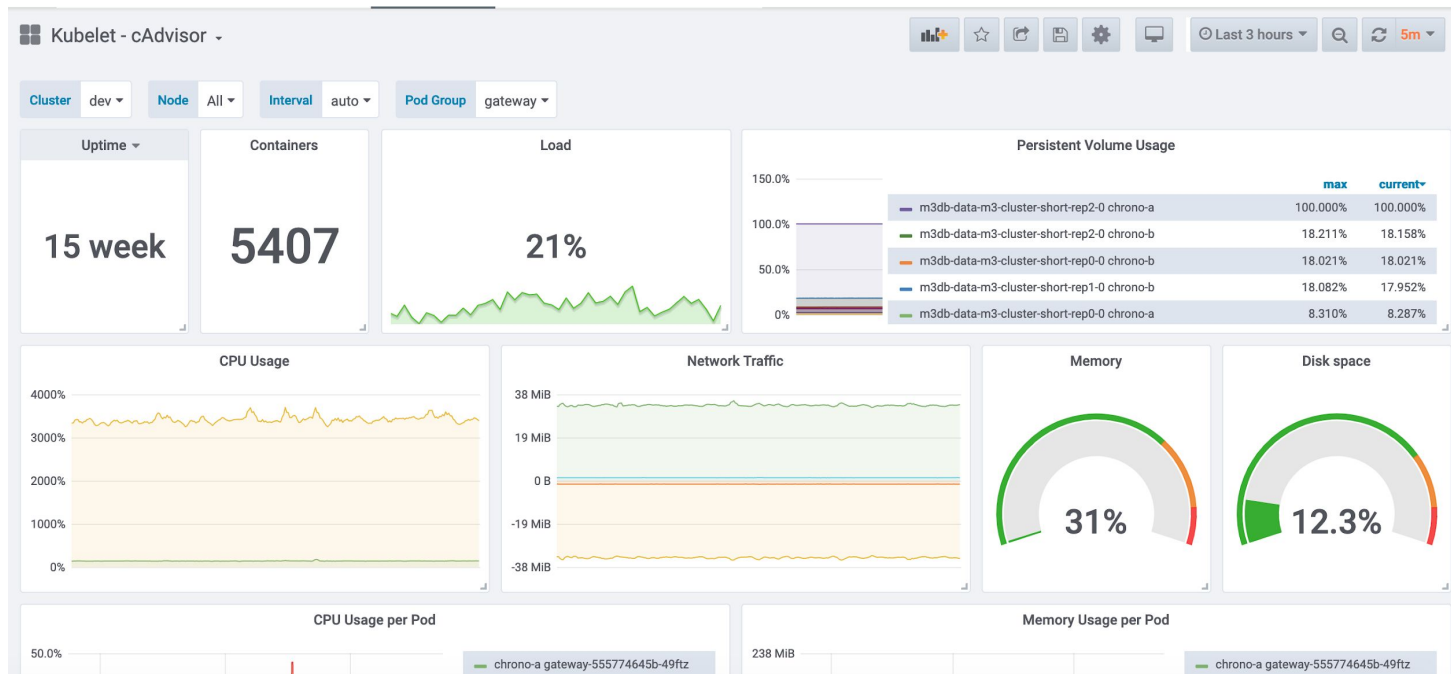 Kubelet - cAdvisor
Last 3 hours
5m
Cluster dev Node All Interval auto Pod Group gateway
Uptime
15 week
Containers
5407
Load
21%
Persistent Volume Usage
150.0%
100.0%
50.0%
0%
max current
m3db-data-m3-cluster-short-rep2-0 chrono-a 100.000% 100.000%
m3db-data-m3-cluster-short-rep2-0 chrono-b 18.211% 18.158%
m3db-data-m3-cluster-short-rep0-0 chrono-b 18.021% 18.021%
m3db-data-m3-cluster-short-rep1-0 chrono-b 18.082% 17.952%
m3db-data-m3-cluster-short-rep0-0 chrono-a 8.310% 8.287%
CPU Usage
4000%
3000%
2000%
1000%
0%
Network Traffic
38 MiB
19 MiB
0 B
-19 MiB
-38 MiB
Memory
31%
Disk space
12.3%
CPU Usage per Pod
50.0%
chrono-a gateway-555774645b-49ftz
Memory Usage per Pod
238 MiB
chrono-a gateway-555774645b-49ftz